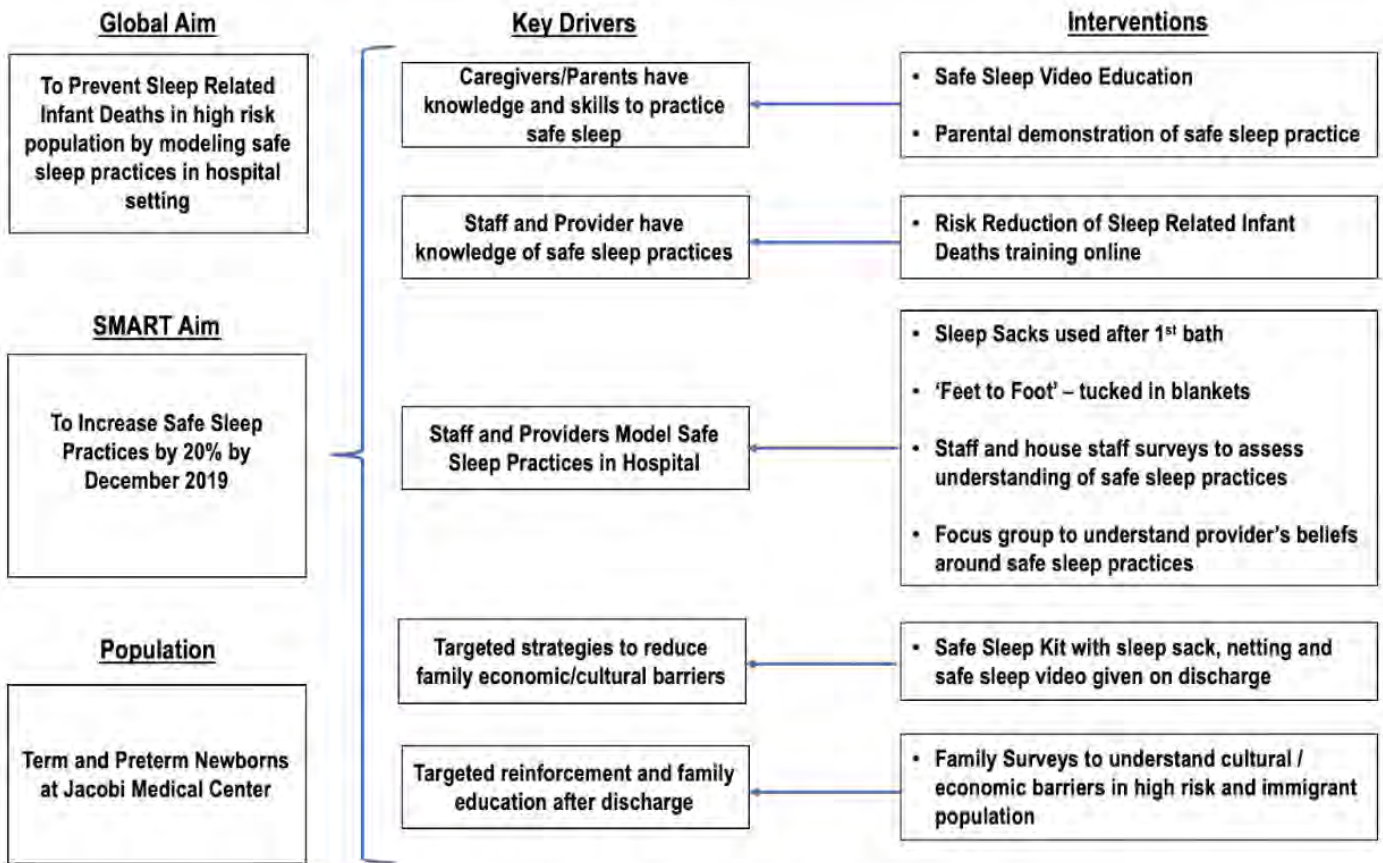 Global Aim
To Prevent Sleep Related
Infant Deaths in high risk
population by modeling safe
sleep practices in hospital
setting
SMART Aim
To Increase Safe Sleep
Practices by 20% by
December 2019
Population
Term and Preterm Newborns
at Jacobi Medical Center
Key Drivers
Caregivers/Parents have
knowledge and skills to practice
safe sleep
Staff and Provider have
knowledge of safe sleep practices
Staff and Providers Model Safe
Sleep Practices in Hospital
Targeted strategies to reduce
family economic/cultural barriers
Targeted reinforcement and family
education after discharge
Interventions
• Safe Sleep Video Education
• Parental demonstration of safe sleep practice
• Risk Reduction of Sleep Related Infant
Deaths training online
• Sleep Sacks used after 1st bath
• ‘Feet to Foot’ – tucked in blankets
• Staff and house staff surveys to assess
understanding of safe sleep practices
• Focus group to understand provider’s beliefs
around safe sleep practices
• Safe Sleep Kit with sleep sack, netting and
safe sleep video given on discharge
• Family Surveys to understand cultural /
economic barriers in high risk and immigrant
population